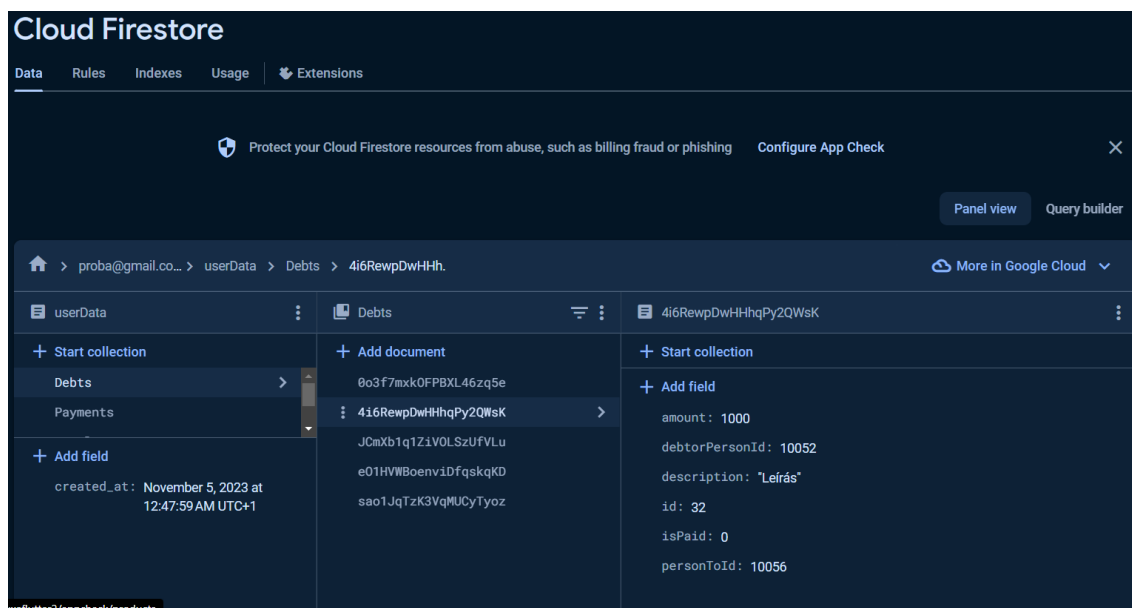 Cloud Firestore
Data Rules Indexes Usage Extensions
Protect your Cloud Firestore resources from abuse, such as billing fraud or phishing Configure App Check
Panel view Query builder
> proba@gmail.co... > userData > Debts > 4i6RewpDwHHh.
More in Google Cloud
userData
Debts
4i6RewpDwHHhqPy2QWsK
+ Start collection
+ Add document
+ Start collection
Debts
Payments
+ Add field
created_at: November 5, 2023 at
12:47:59 AM UTC+1
0o3f7mxkOFPBXL46zq5e
4i6RewpDwHHhqPy2QWsK
JCmXb1q1ZiVOLSzUfVLu
eO1HVWBoenviDfqskqKD
sao1JqTzK3VqMUCyTyoz
+ Add field
amount: 1000
debtorPersonId: 10052
description: "Leírás"
id: 32
isPaid: 0
personToId: 10056